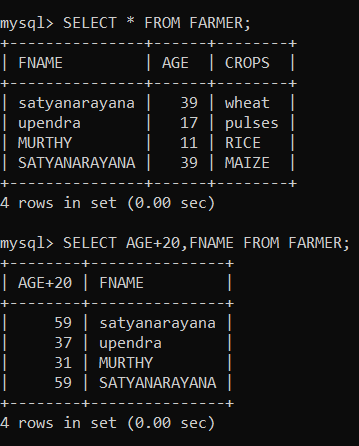 mysql> SELECT * FROM FARMER;
+---------------+------+--------+
| FNAME         | AGE  | CROPS  |
+---------------+------+--------+
| satyanarayana |   39 | wheat  |
| upendra       |   17 | pulses |
| MURTHY        |   11 | RICE   |
| SATYANARAYANA |   39 | MAIZE  |
+---------------+------+--------+
4 rows in set (0.00 sec)
mysql> SELECT AGE+20,FNAME FROM FARMER;
+--------+---------------+
| AGE+20 | FNAME         |
+--------+---------------+
|     59 | satyanarayana |
|     37 | upendra       |
|     31 | MURTHY        |
|     59 | SATYANARAYANA |
+--------+---------------+
4 rows in set (0.00 sec)